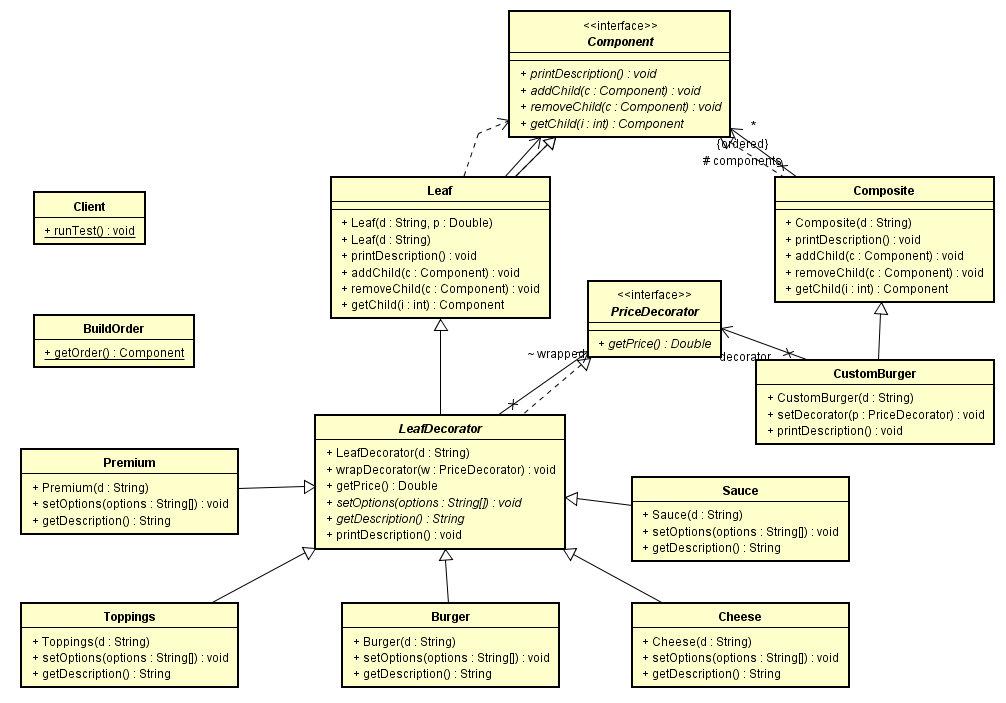 <<interface>>
Component
+ printDescription() : void
+ addChild(c : Component) : void
+ removeChild(c : Component) : void
+ getChild(i : int) : Component
*
{ordered}
# components
Leaf
+ Leaf(d : String, p : Double)
+ Leaf(d : String)
+ printDescription() : void
+ addChild(c : Component) : void
+ removeChild(c : Component) : void
+ getChild(i : int) : Component
Composite
+ Composite(d : String)
+ printDescription() : void
+ addChild(c : Component) : void
+ removeChild(c : Component) : void
+ getChild(i : int) : Component
Client
+ runTest() : void
BuildOrder
+ getOrder() : Component
<<interface>>
PriceDecorator
+ getPrice() : Double
~ wrapped
decorator
CustomBurger
+ CustomBurger(d : String)
+ setDecorator(p : PriceDecorator) : void
+ printDescription() : void
LeafDecorator
+ LeafDecorator(d : String)
+ wrapDecorator(w : PriceDecorator) : void
+ getPrice() : Double
+ setOptions(options : String[]) : void
+ getDescription() : String
+ printDescription() : void
Premium
+ Premium(d : String)
+ setOptions(options : String[]) : void
+ getDescription() : String
Sauce
+ Sauce(d : String)
+ setOptions(options : String[]) : void
+ getDescription() : String
Toppings
+ Toppings(d : String)
+ setOptions(options : String[]) : void
+ getDescription() : String
Burger
+ Burger(d : String)
+ setOptions(options : String[]) : void
+ getDescription() : String
Cheese
+ Cheese(d : String)
+ setOptions(options : String[]) : void
+ getDescription() : String